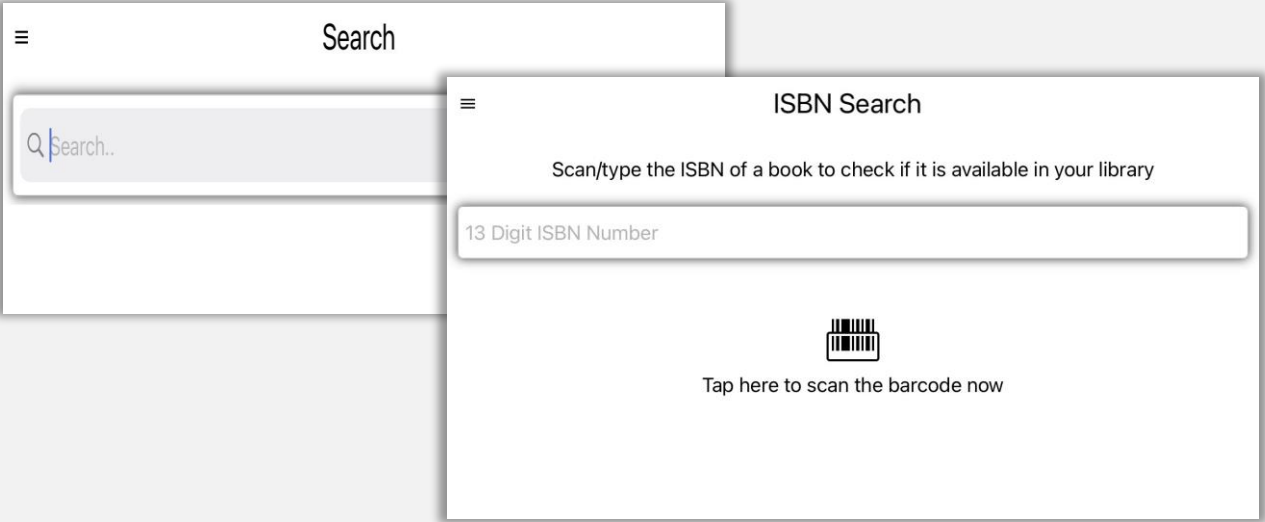 Search
Search..
ISBN Search
Scan/type the ISBN of a book to check if it is available in your library
13 Digit ISBN Number
Tap here to scan the barcode now